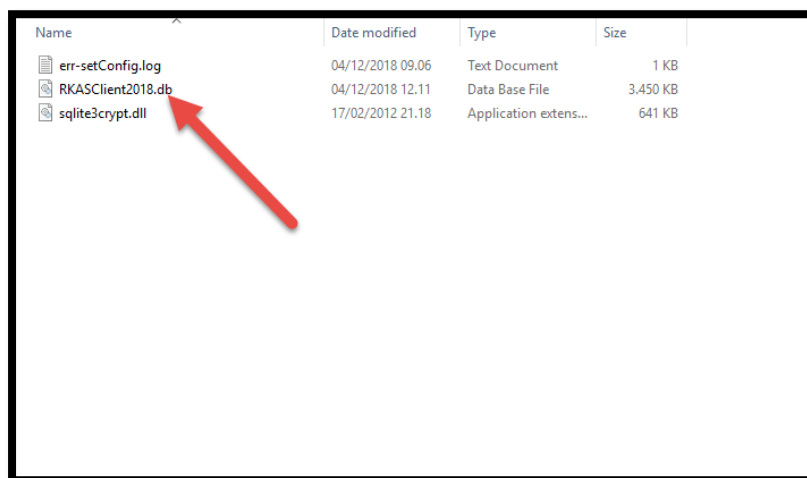 Name Date modified Type Size
err-setConfig.log 04/12/2018 09.06 Text Document 1 KB
RKASClient2018.db 04/12/2018 12.11 Data Base File 3.450 KB
sqlite3crypt.dll 17/02/2012 21.18 Application extens... 641 KB